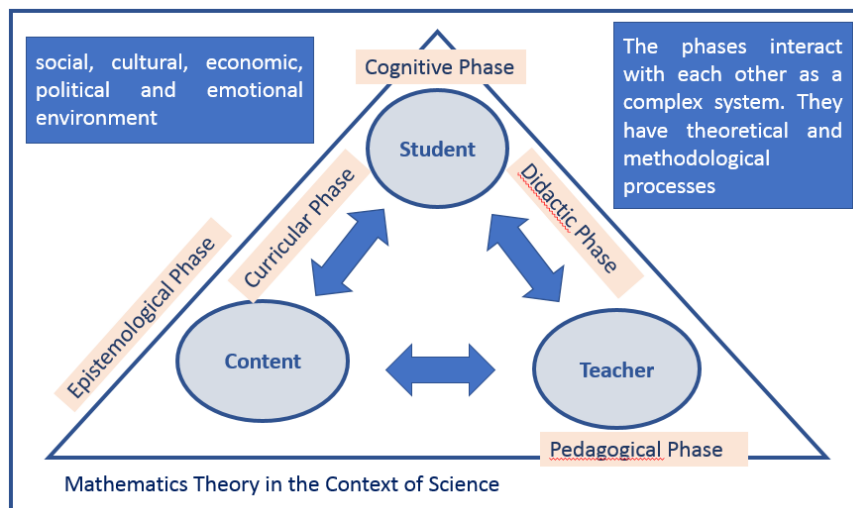 social, cultural, economic,
political and emotional
environment
The phases interact
with each other as a
complex system. They
have theoretical and
methodological
processes
Cognitive Phase
Student
Curricular Phase
Didactic Phase
Epistemological Phase
Content
Teacher
Pedagogical Phase
Mathematics Theory in the Context of Science